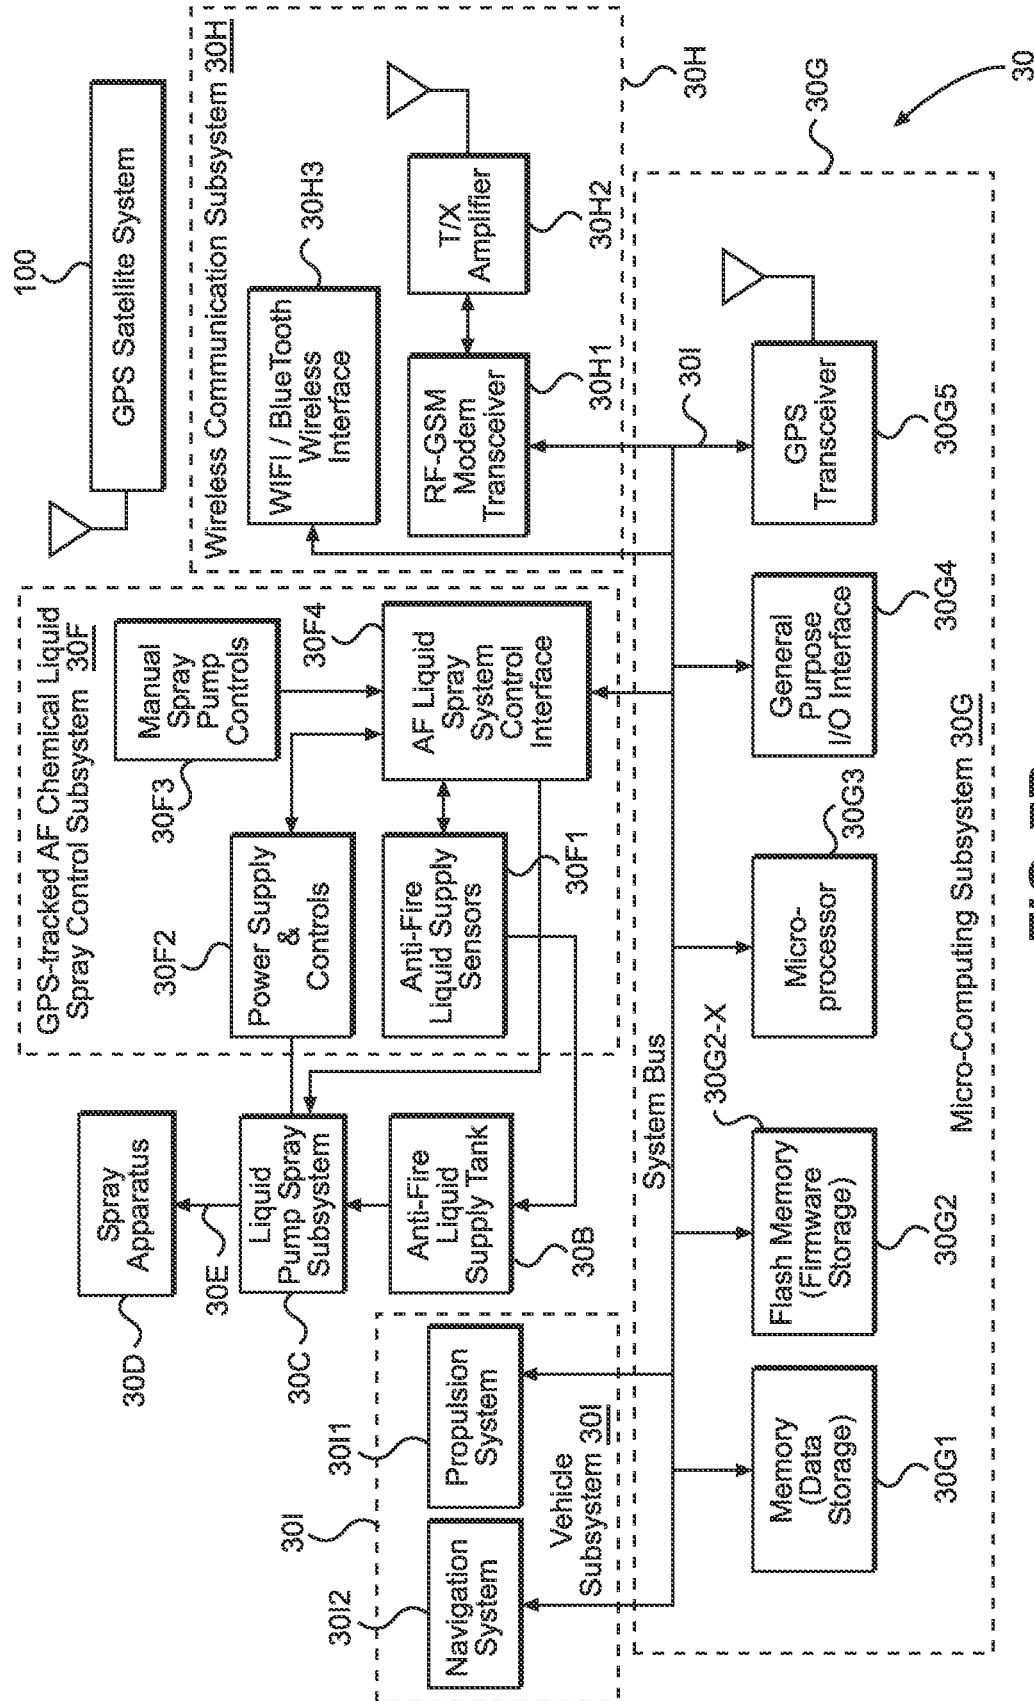 100
GPS Satellite System
Wireless Communication Subsystem 30H
30H3
WIFI / BlueTooth
Wireless
Interface
T/X
Amplifier
30H2
RF-GSM
Modem
Transceiver
30H1
30H
GPS-tracked AF Chemical Liquid
Spray Control Subsystem 30F
Manual
Spray
Pump
Controls
30F3
30F4
AF Liquid
Spray
System
Control
Interface
30F2
Power Supply
&
Controls
Anti-Fire
Liquid Supply
Sensors
30F1
Spray
Apparatus
30D
30E
Liquid
Pump Spray
Subsystem
30C
Anti-Fire
Liquid
Supply Tank
30B
30I
30I1
Propulsion
System
30I2
Navigation
System
Vehicle
Subsystem 30I
System Bus
30I
30G
30
Memory
(Data
Storage)
30G1
Flash Memory
(Firmware
Storage)
30G2
30G2-X
Micro-
processor
30G3
General
Purpose
I/O Interface
30G4
GPS
Transceiver
30G5
Micro-Computing Subsystem 30G